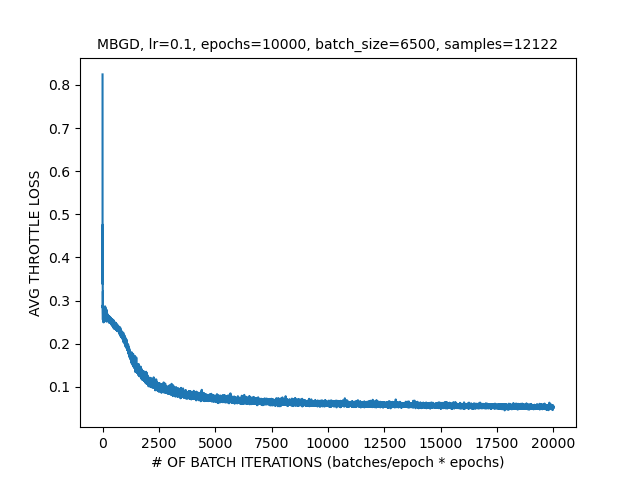 MBGD, lr=0.1, epochs=10000, batch_size=6500, samples=12122
AVG THROTTLE LOSS
0.8
0.7
0.6
0.5
0.4
0.3
0.2
0.1
0 2500 5000 7500 10000 12500 15000 17500 20000
# OF BATCH ITERATIONS (batches/epoch * epochs)